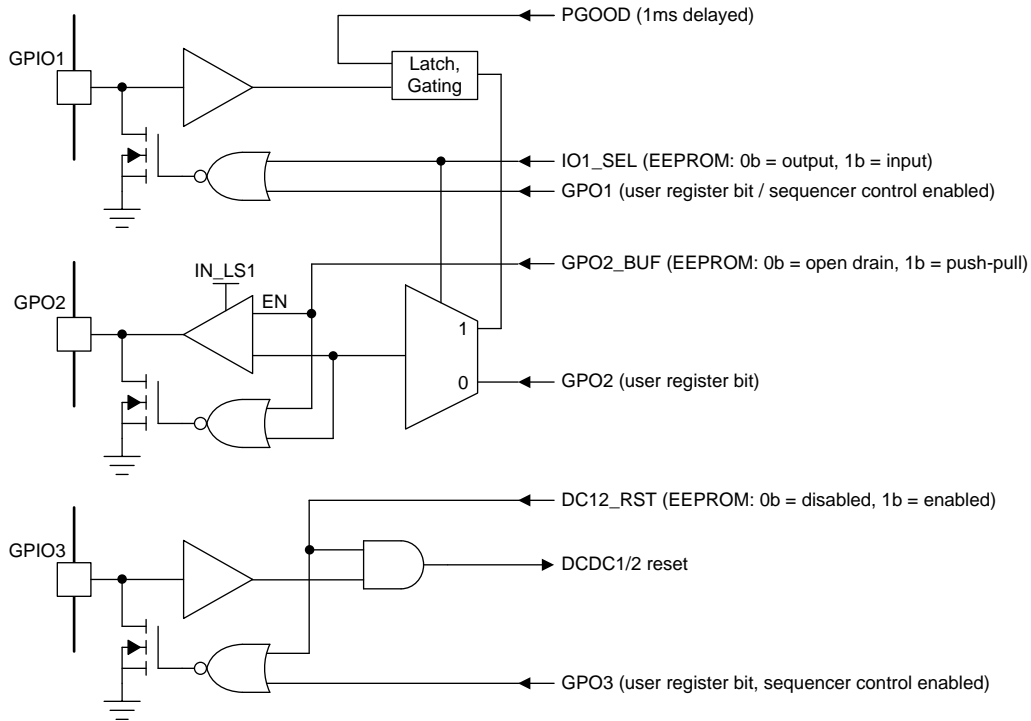 PGOOD (1ms delayed)
GPIO1
Latch,
Gating
IO1_SEL (EEPROM: 0b = output, 1b = input)
GPO1 (user register bit / sequencer control enabled)
IN_LS1
GPO2_BUF (EEPROM: 0b = open drain, 1b = push-pull)
GPO2
EN
1
0
GPO2 (user register bit)
DC12_RST (EEPROM: 0b = disabled, 1b = enabled)
GPIO3
DCDC1/2 reset
GPO3 (user register bit, sequencer control enabled)